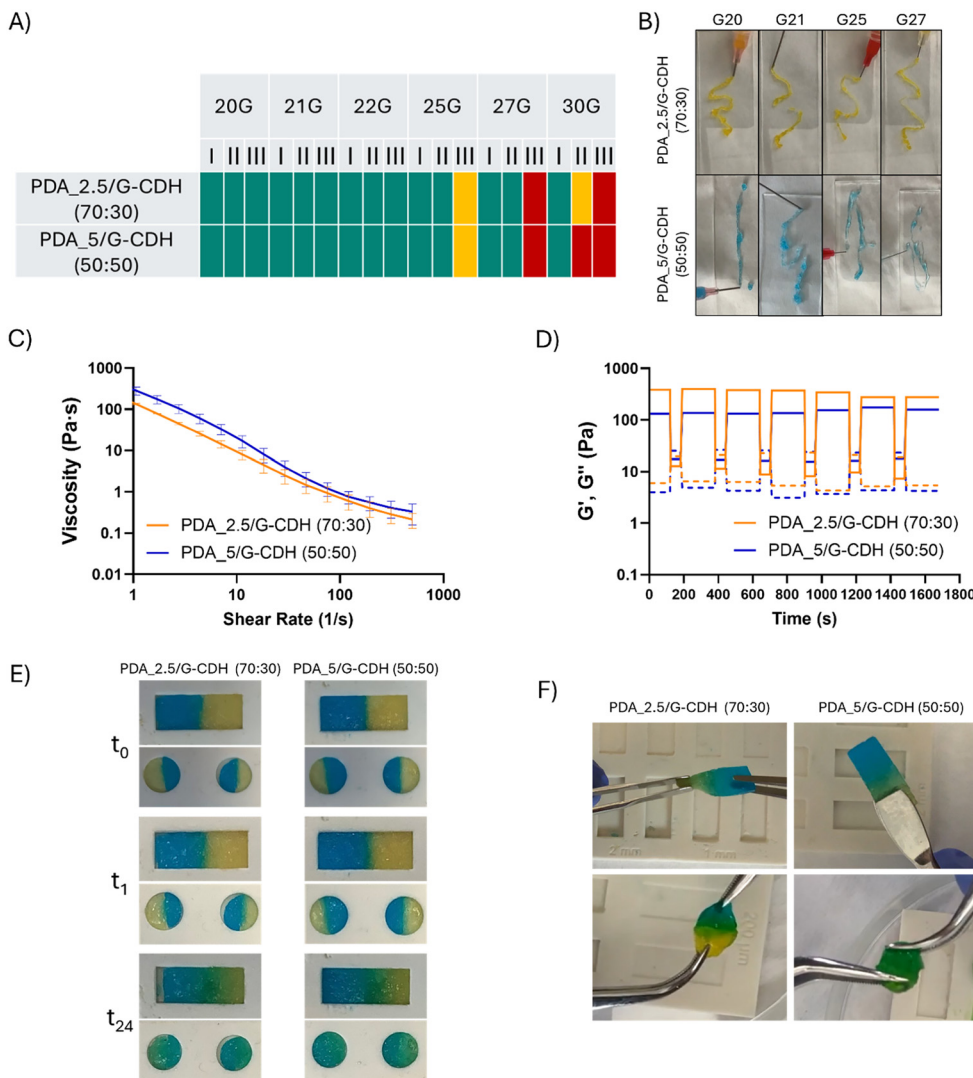 A)
20G 21G 22G 25G 27G 30G
I II III I II III I II III I II III I II III I II III
PDA_2.5/G-CDH
(70:30)
PDA_5/G-CDH
(50:50)
B)
G20 G21 G25 G27
PDA_2.5/G-CDH
(70:30)
PDA_5/G-CDH
(50:50)
C)
Viscosity (Pa·s)
1000
100
10
1
0.1
0.01
PDA_2.5/G-CDH (70:30)
PDA_5/G-CDH (50:50)
1 10 100 1000
Shear Rate (1/s)
D)
G', G'' (Pa)
1000
100
10
1
0.1
PDA_2.5/G-CDH (70:30)
PDA_5/G-CDH (50:50)
0 200 400 600 800 1000 1200 1400 1600 1800
Time (s)
E)
PDA_2.5/G-CDH (70:30) PDA_5/G-CDH (50:50)
t0
t1
t24
F)
PDA_2.5/G-CDH (70:30) PDA_5/G-CDH (50:50)
2 mm
1 mm
500 µm